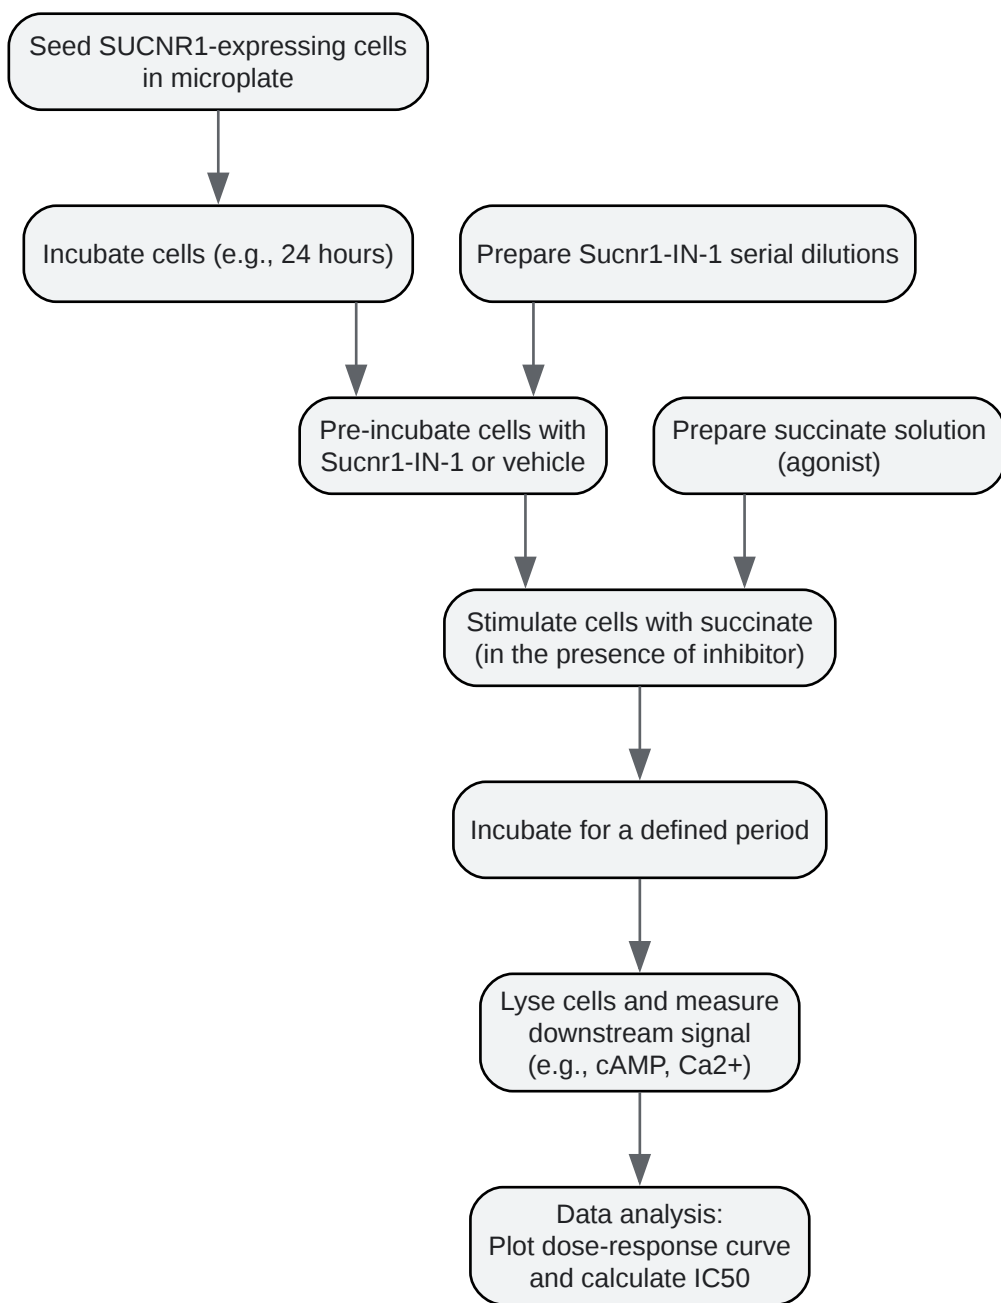 Seed SUCNR1-expressing cells
in microplate
Incubate cells (e.g., 24 hours)
Prepare Sucnr1-IN-1 serial dilutions
Pre-incubate cells with
Sucnr1-IN-1 or vehicle
Prepare succinate solution
(agonist)
Stimulate cells with succinate
(in the presence of inhibitor)
Incubate for a defined period
Lyse cells and measure
downstream signal
(e.g., cAMP, Ca2+)
Data analysis:
Plot dose-response curve
and calculate IC50